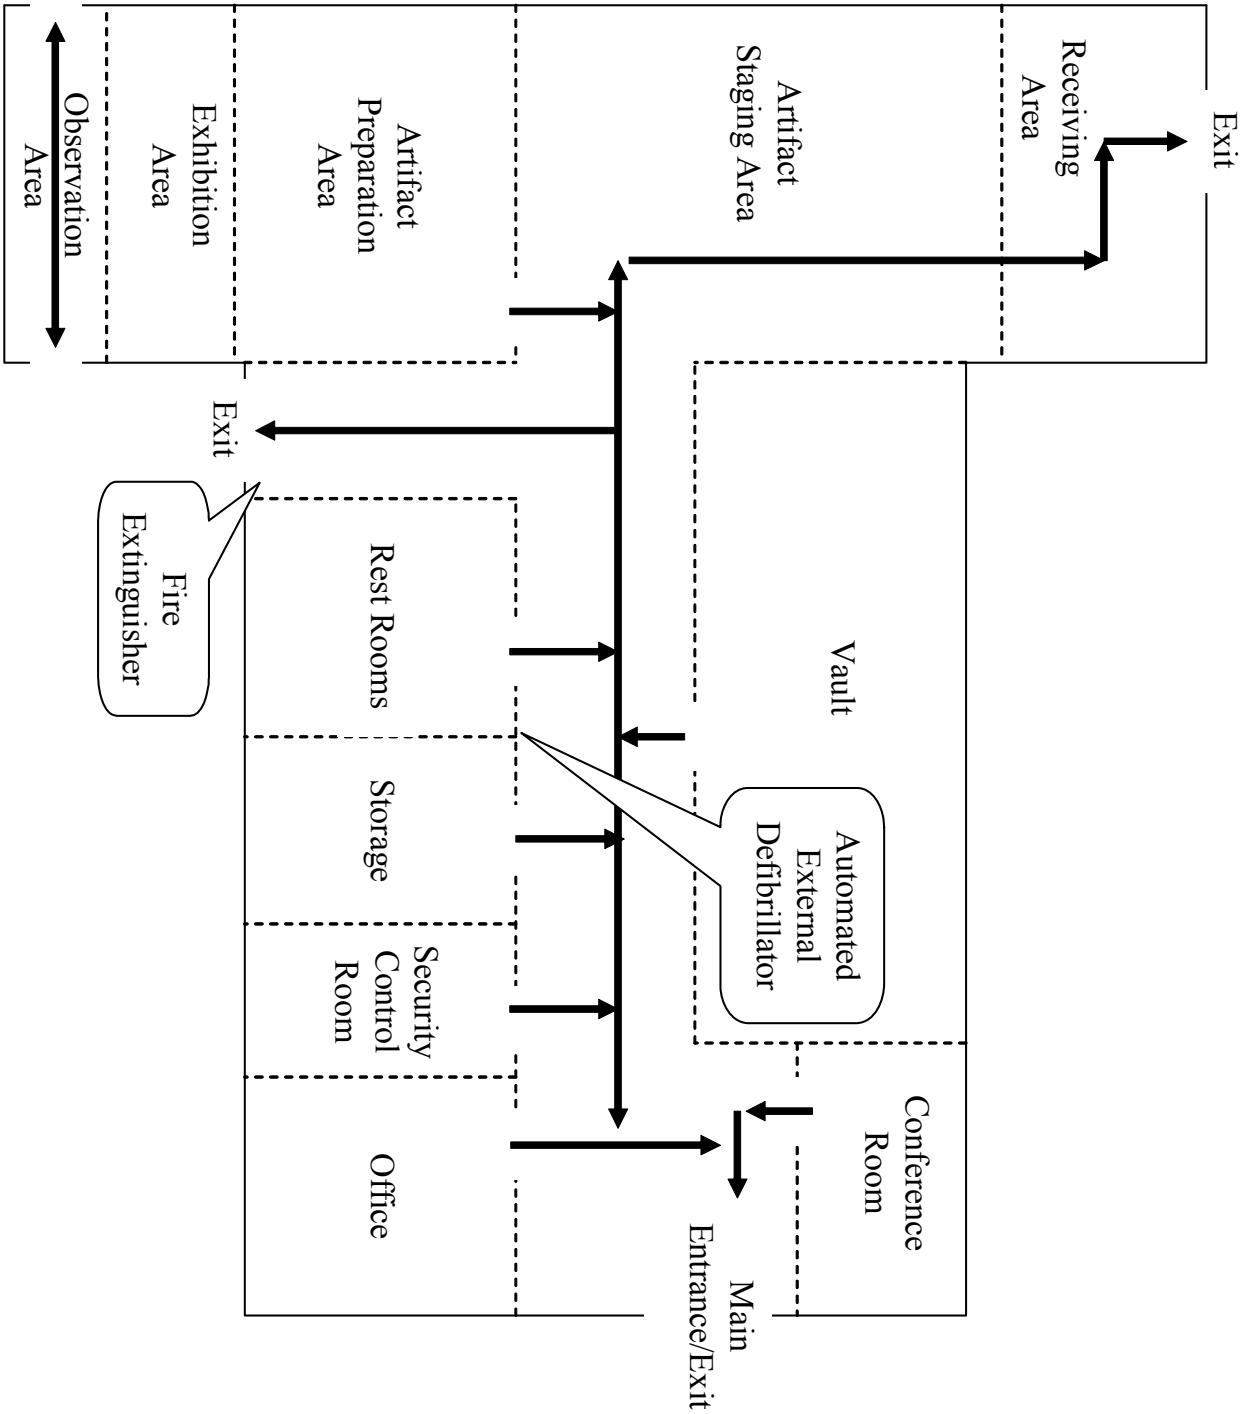 Exit
Receiving
Area
Artifact
Staging Area
Artifact
Preparation
Area
Exhibition
Area
Observation
Area
Exit
Fire
Extinguisher
Rest Rooms
Vault
Automated
External
Defibrillator
Storage
Security
Control
Room
Office
Conference
Room
Main
Entrance/Exit